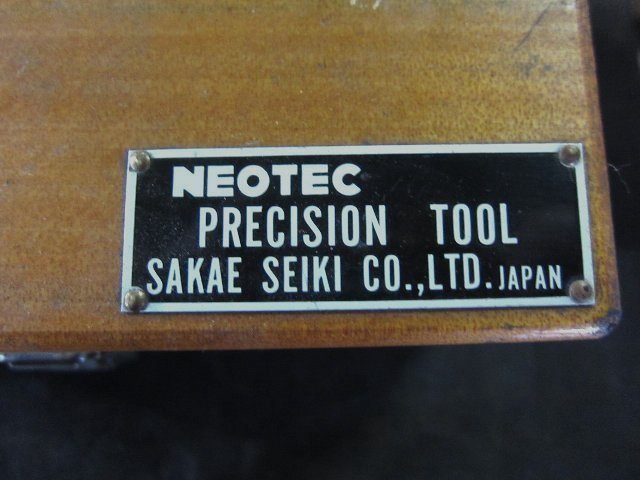 NEOTEC
PRECISION TOOL
SAKAE SEIKI CO.,LTD. JAPAN